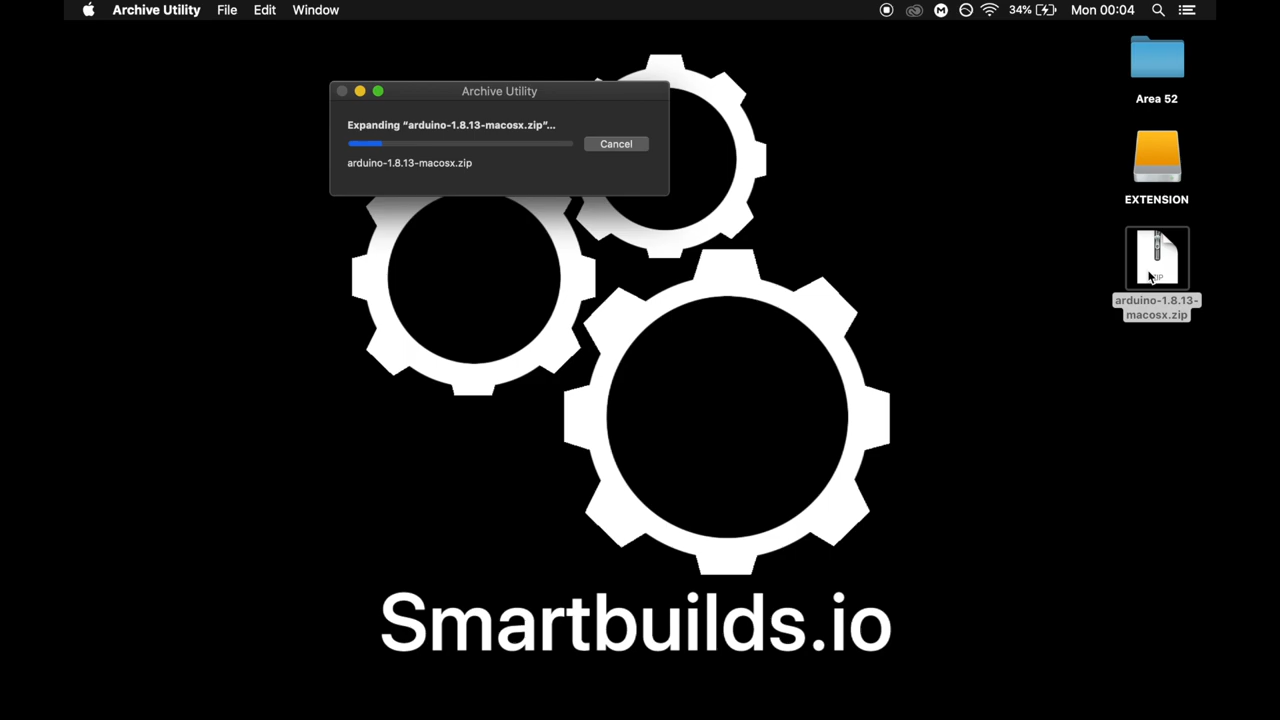 Archive Utility File Edit Window 34% Mon 00:04
Archive Utility
Expanding “arduino-1.8.13-macosx.zip”...
Cancel
arduino-1.8.13-macosx.zip
Area 52
EXTENSION
ZIP
arduino-1.8.13-
macosx.zip
Smartbuilds.io